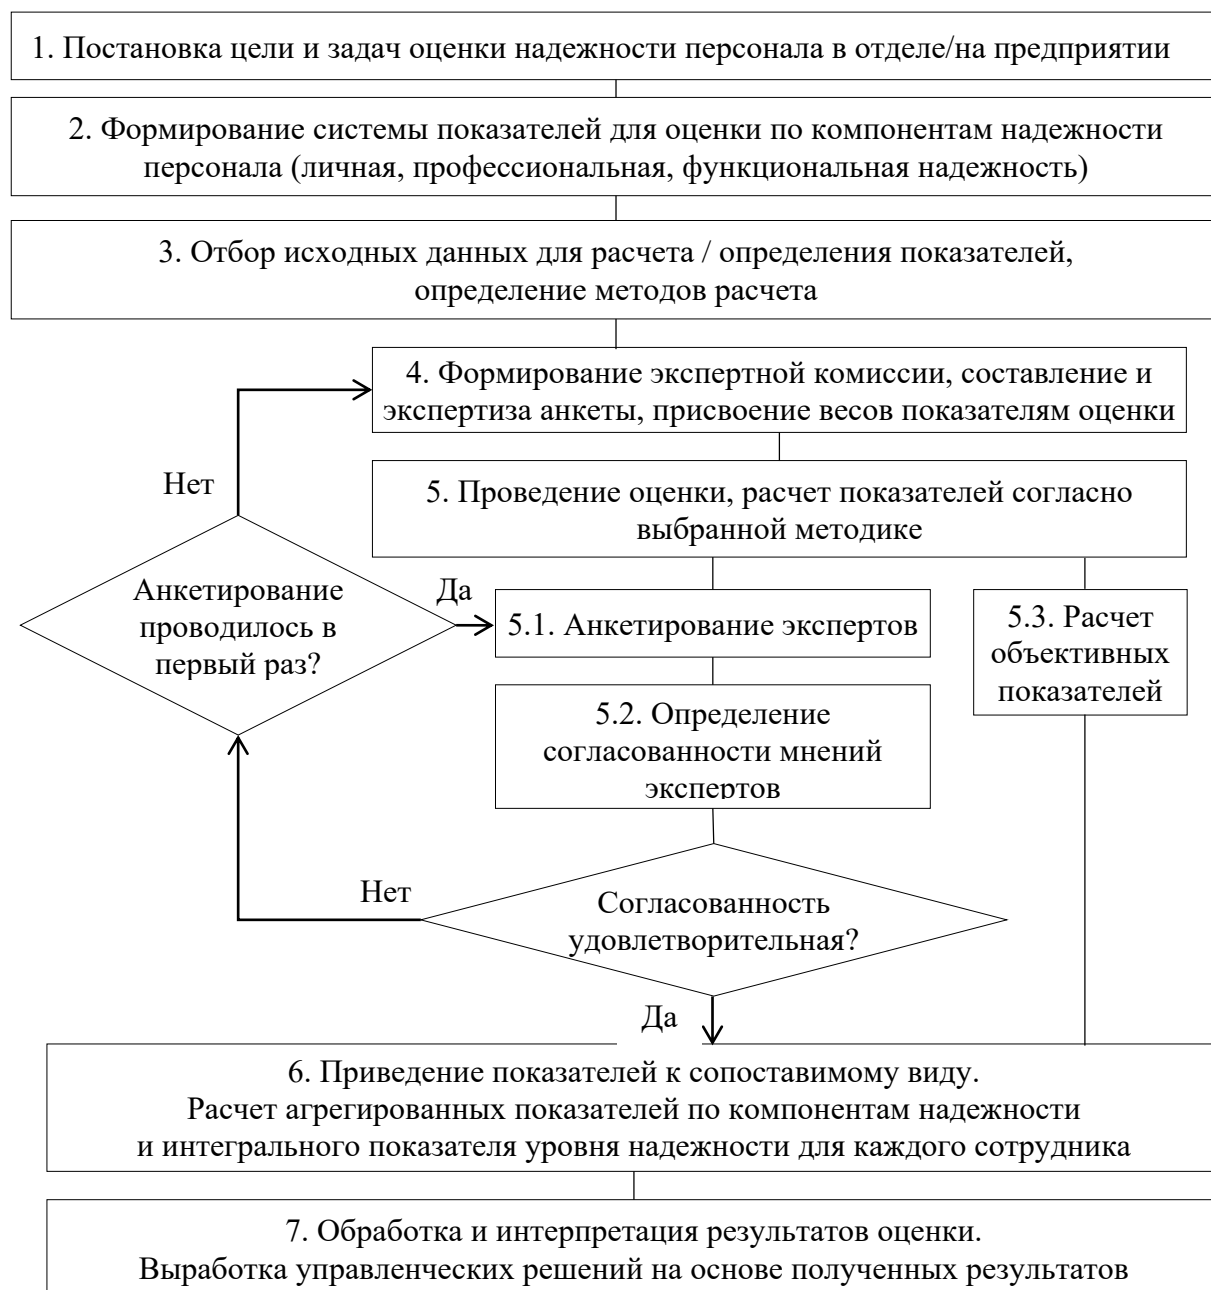 1. Постановка цели и задач оценки надежности персонала в отделе/на предприятии
2. Формирование системы показателей для оценки по компонентам надежности
персонала (личная, профессиональная, функциональная надежность)
3. Отбор исходных данных для расчета / определения показателей,
определение методов расчета
4. Формирование экспертной комиссии, составление и
экспертиза анкеты, присвоение весов показателям оценки
Нет
5. Проведение оценки, расчет показателей согласно
выбранной методике
Анкетирование
проводилось в
первый раз?
Да
5.1. Анкетирование экспертов
5.3. Расчет
объективных
показателей
5.2. Определение
согласованности мнений
экспертов
Нет
Согласованность
удовлетворительная?
Да
6. Приведение показателей к сопоставимому виду.
Расчет агрегированных показателей по компонентам надежности
и интегрального показателя уровня надежности для каждого сотрудника
7. Обработка и интерпретация результатов оценки.
Выработка управленческих решений на основе полученных результатов